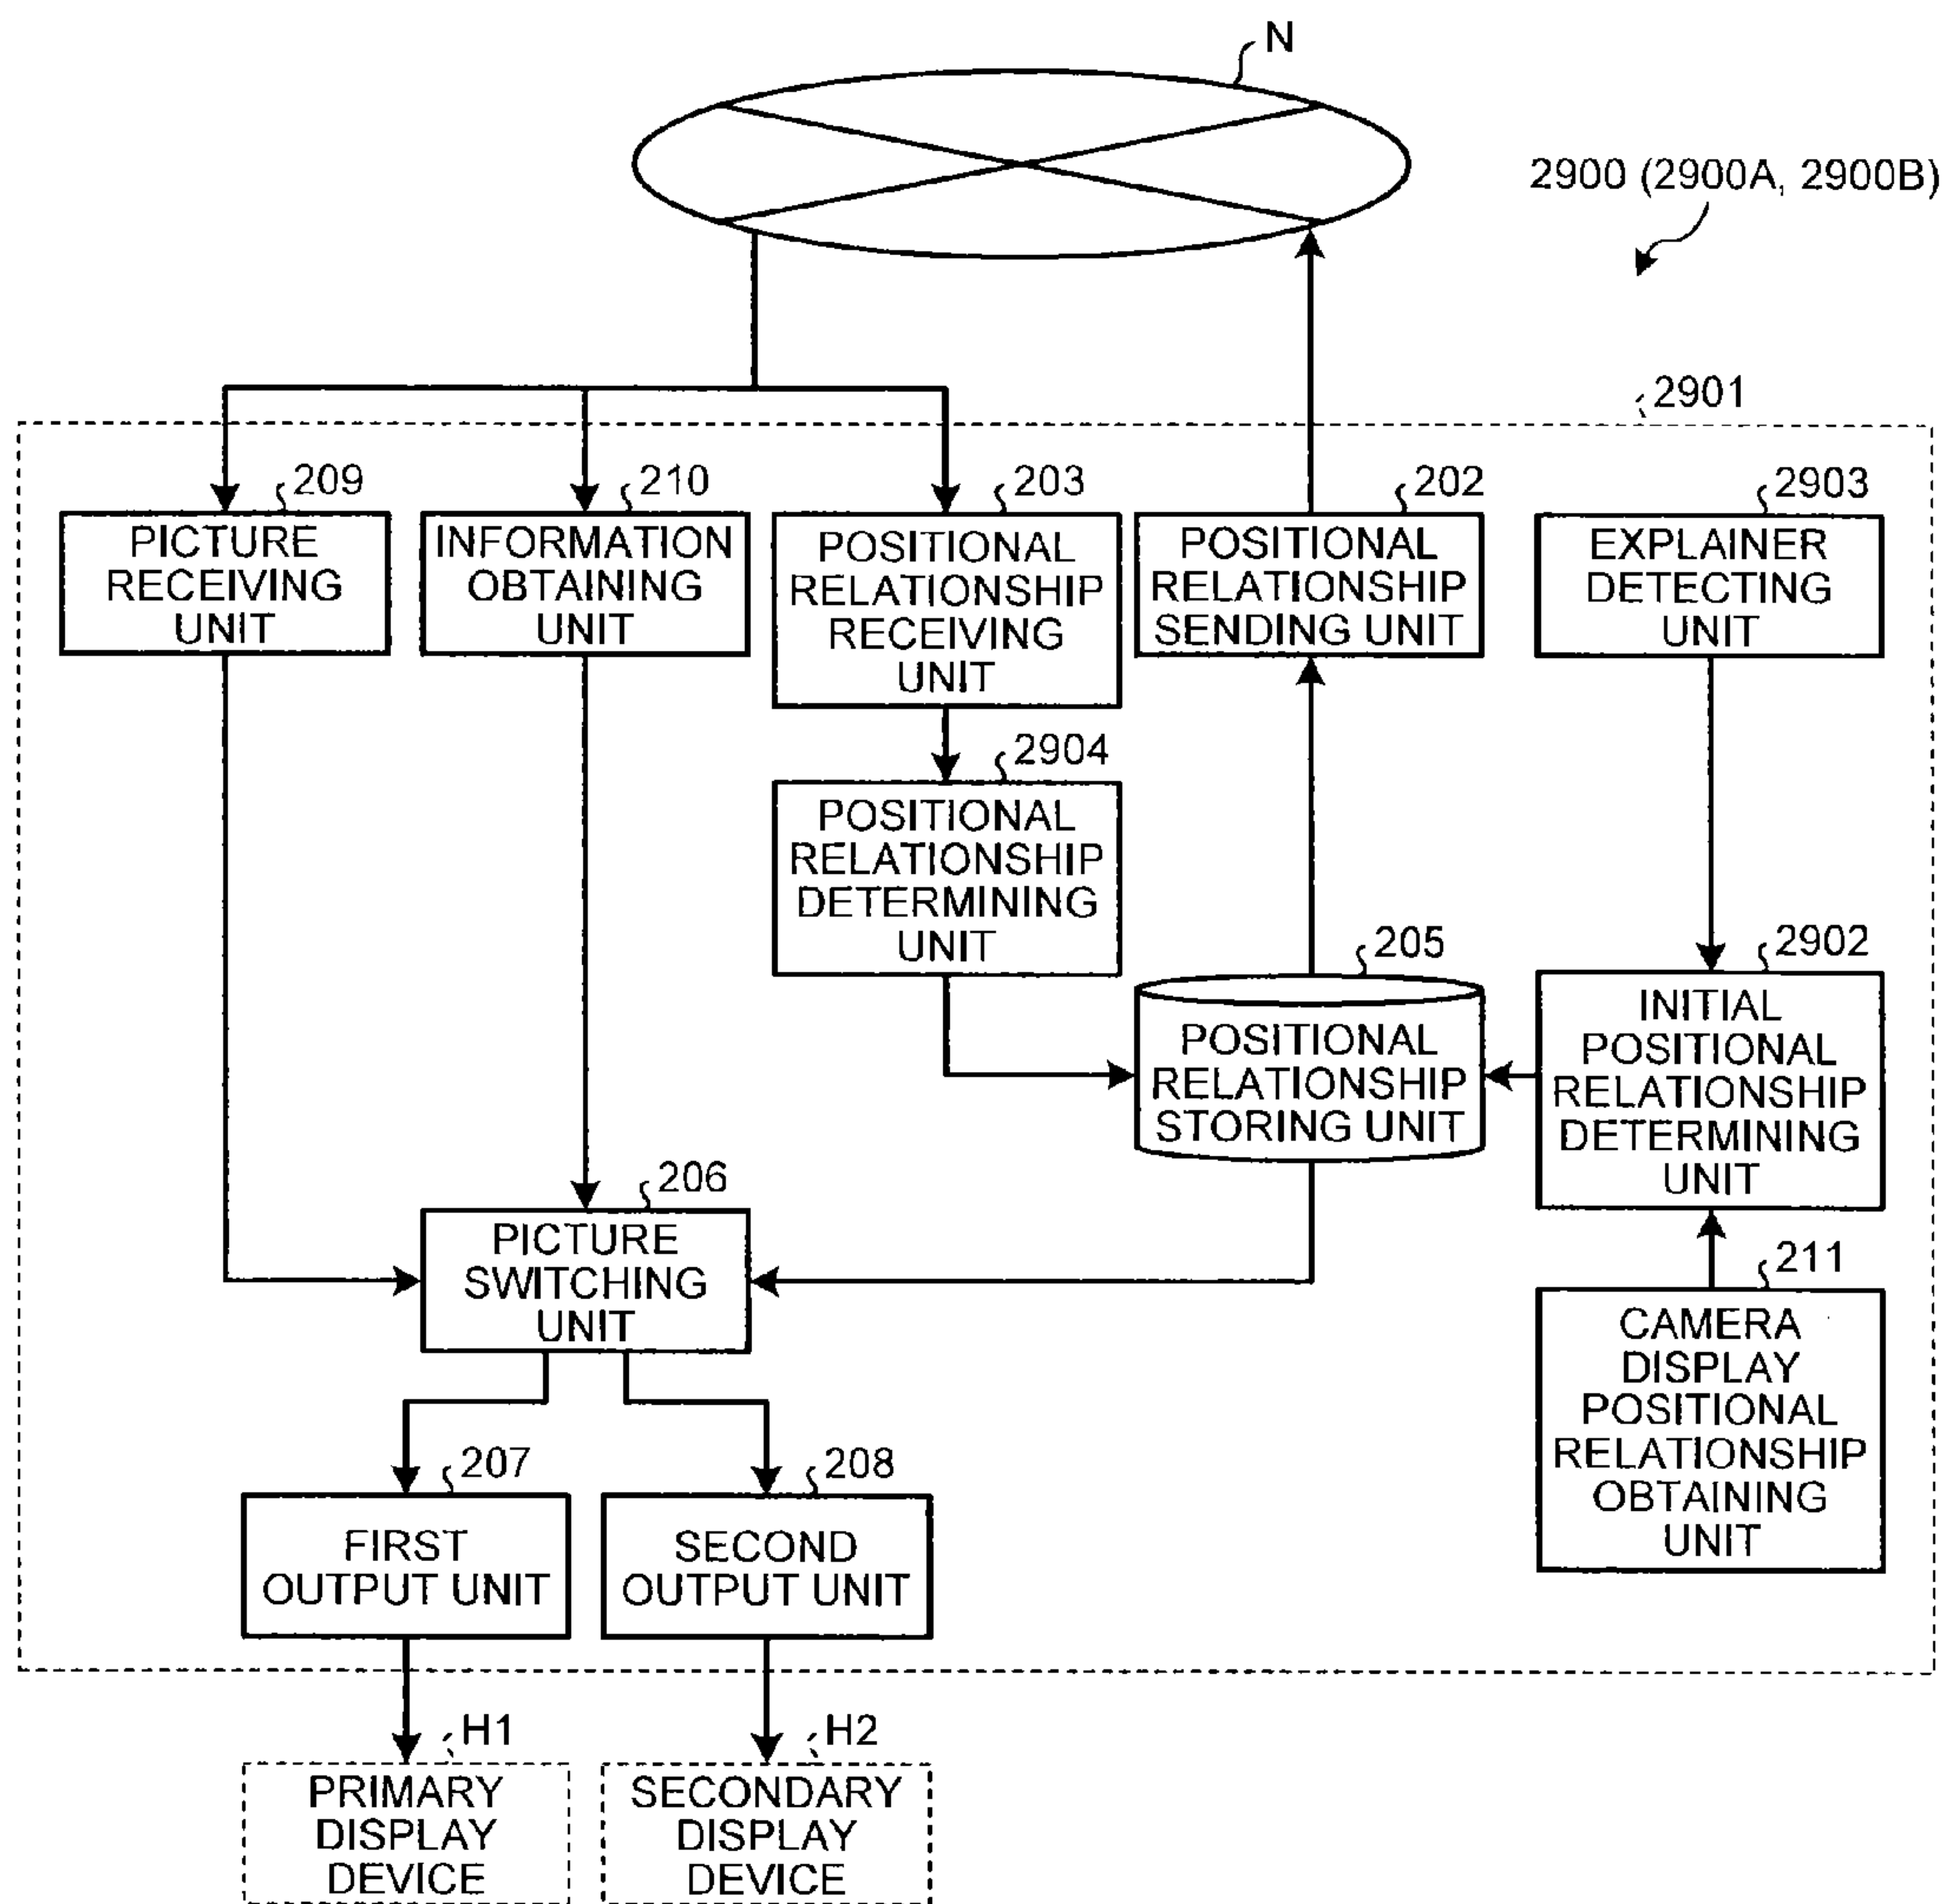 N
2900 (2900A, 2900B)
2901
209
PICTURE
RECEIVING
UNIT
210
INFORMATION
OBTAINING
UNIT
203
POSITIONAL
RELATIONSHIP
RECEIVING
UNIT
202
POSITIONAL
RELATIONSHIP
SENDING UNIT
2903
EXPLAINER
DETECTING
UNIT
2904
POSITIONAL
RELATIONSHIP
DETERMINING
UNIT
205
POSITIONAL
RELATIONSHIP
STORING UNIT
2902
INITIAL
POSITIONAL
RELATIONSHIP
DETERMINING
UNIT
206
PICTURE
SWITCHING
UNIT
211
CAMERA
DISPLAY
POSITIONAL
RELATIONSHIP
OBTAINING
UNIT
207
FIRST
OUTPUT UNIT
208
SECOND
OUTPUT UNIT
H1
PRIMARY
DISPLAY
DEVICE
H2
SECONDARY
DISPLAY
DEVICE